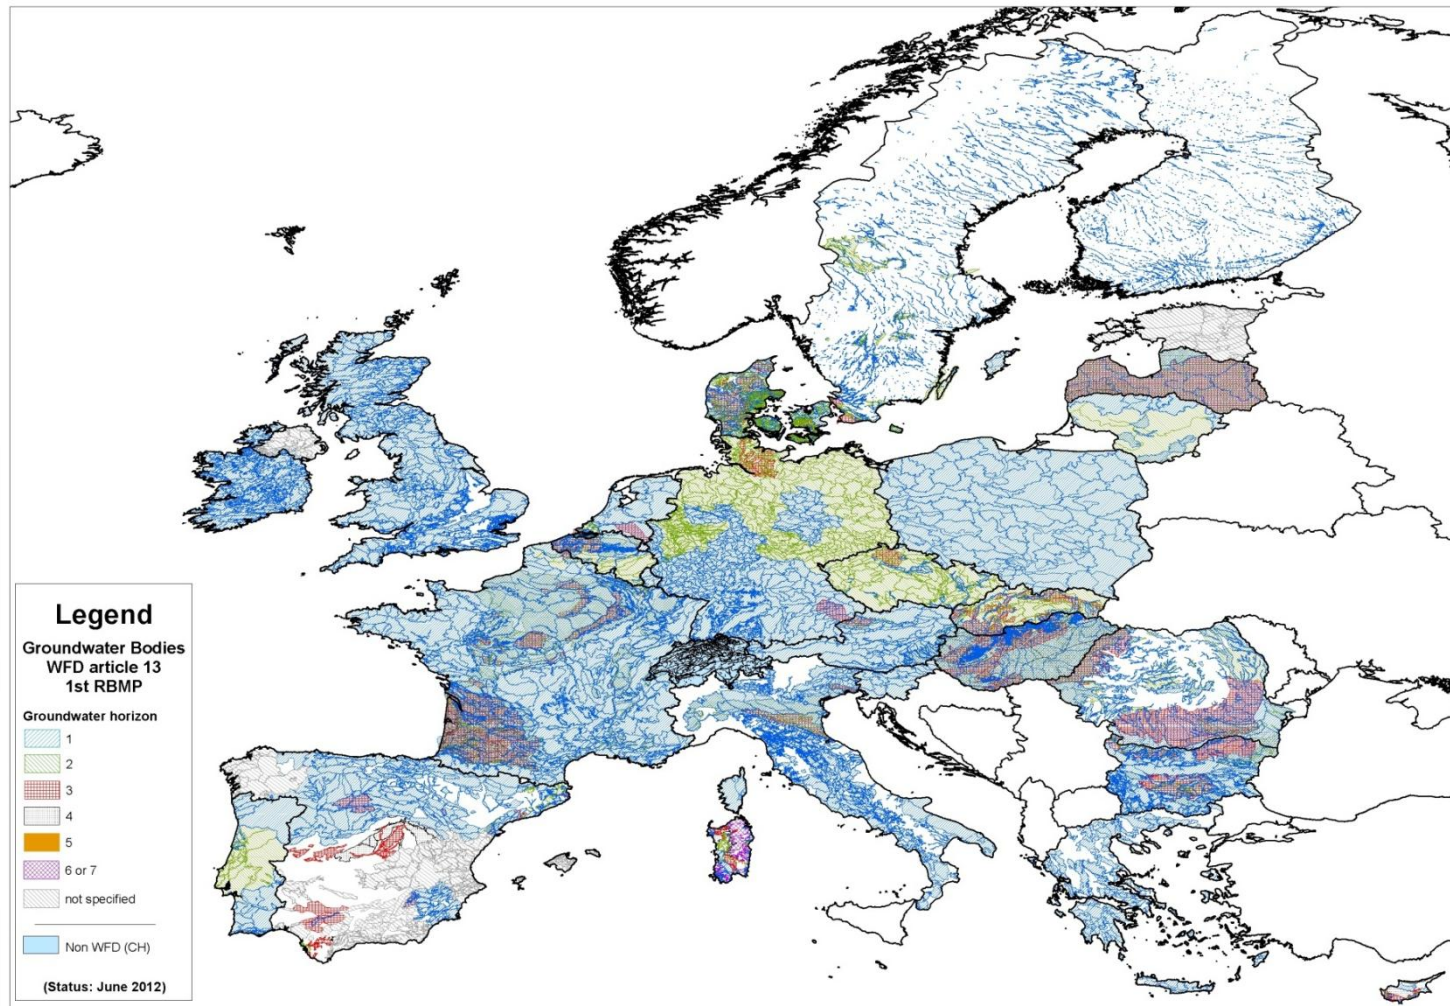 Legend
Groundwater Bodies
WFD article 13
1st RBMP
Groundwater horizon
1
2
3
4
5
6 or 7
not specified
Non WFD (CH)
(Status: June 2012)